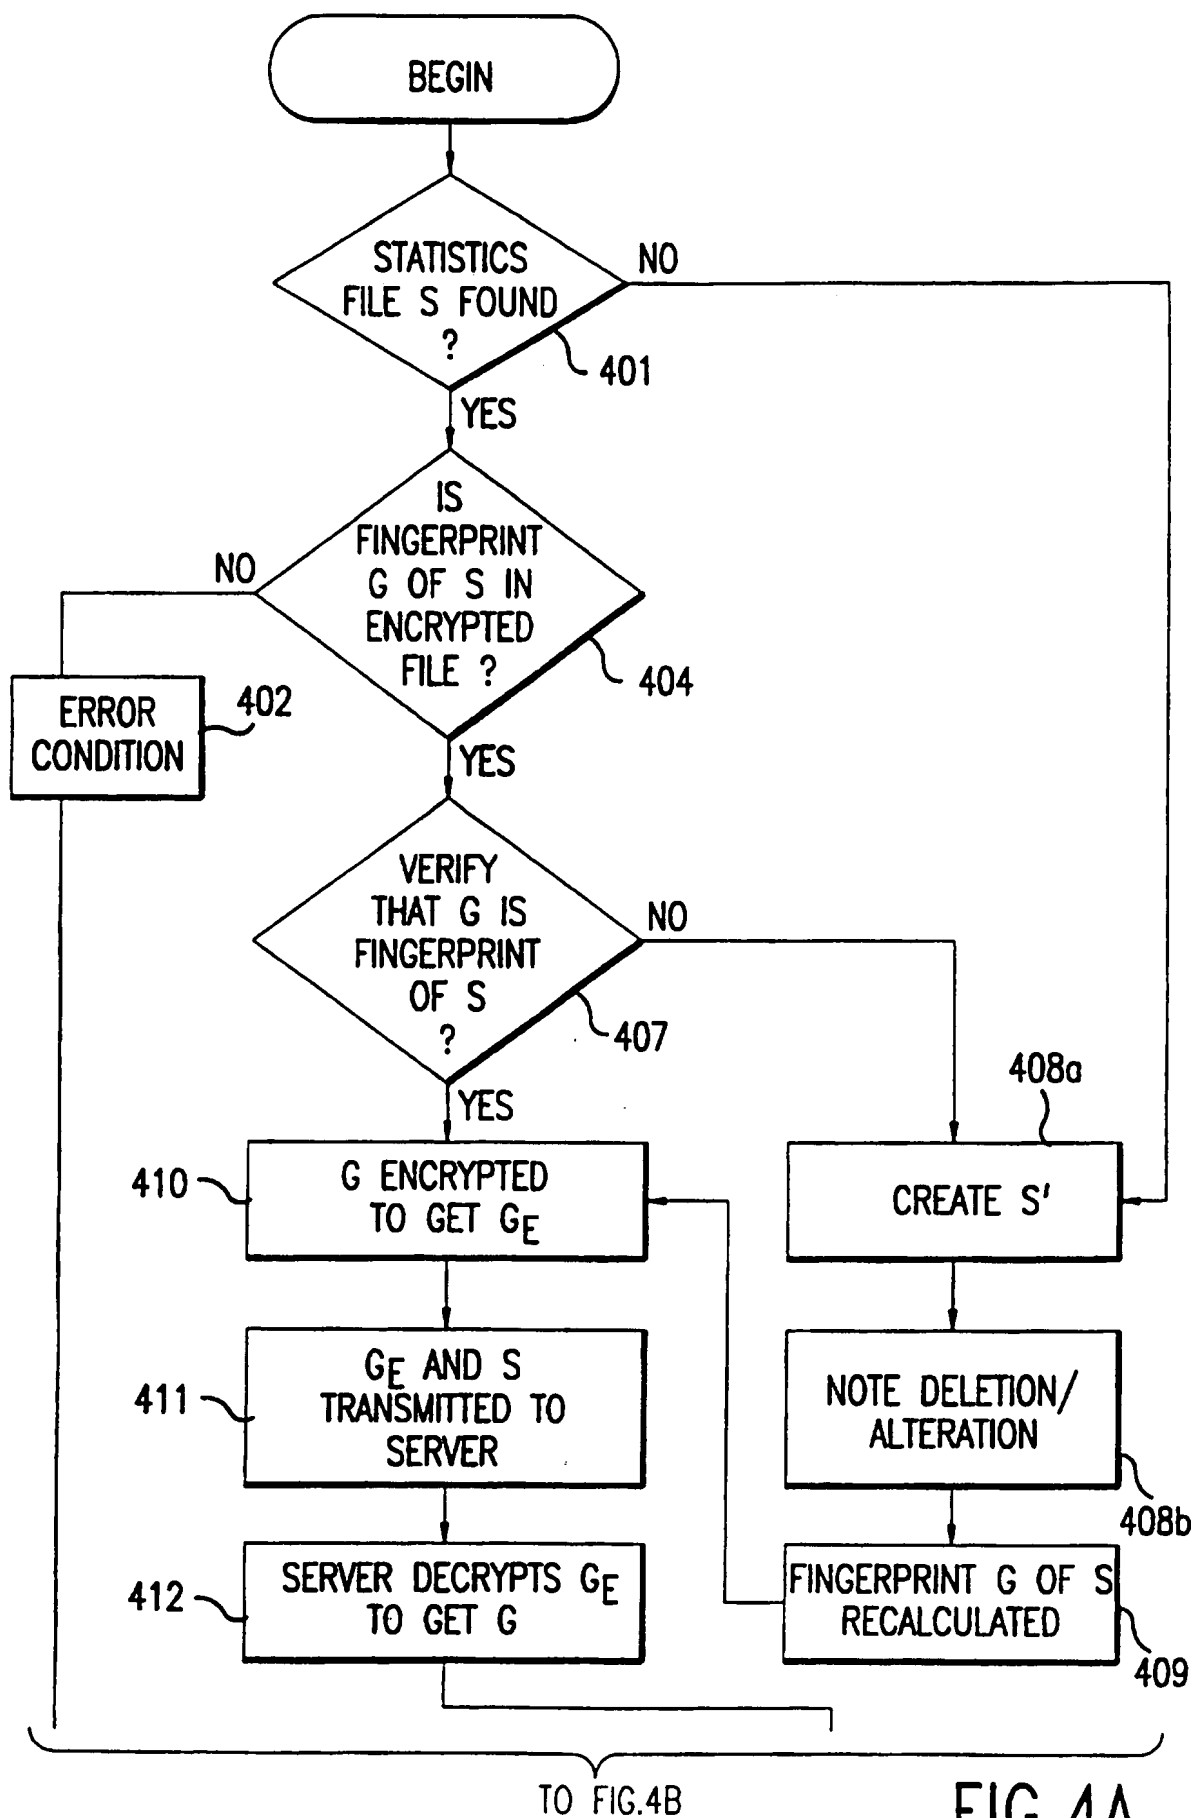 BEGIN
STATISTICS
FILE S FOUND
?
NO
401
YES
IS
FINGERPRINT
G OF S IN
ENCRYPTED
FILE ?
NO
404
ERROR
CONDITION
402
YES
VERIFY
THAT G IS
FINGERPRINT
OF S
?
NO
407
YES
408a
410
G ENCRYPTED
TO GET GE
CREATE S'
411
GE AND S
TRANSMITTED TO
SERVER
NOTE DELETION/
ALTERATION
408b
412
SERVER DECRYPTS GE
TO GET G
FINGERPRINT G OF S
RECALCULATED
409
TO FIG.4B
FIG.4A